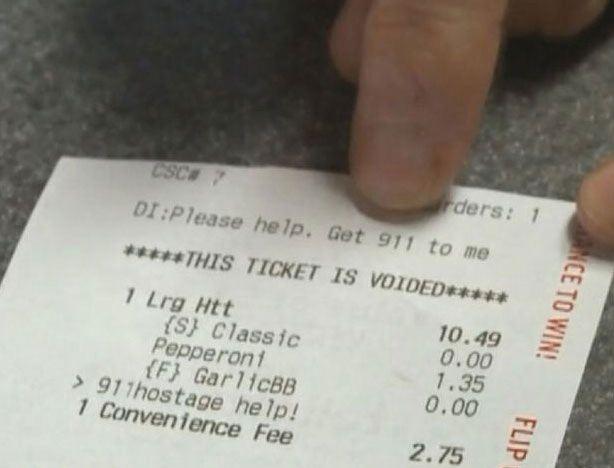 CSC# 7
rders: 1
DI:Please help. Get 911 to me
*****THIS TICKET IS VOIDED*****
1 Lrg Htt 10.49
{S} Classic 0.00
Pepperoni 1.35
{F} GarlicBB 0.00
> 911hostage help!
1 Convenience Fee 2.75
NCE TO WIN!
FLIP